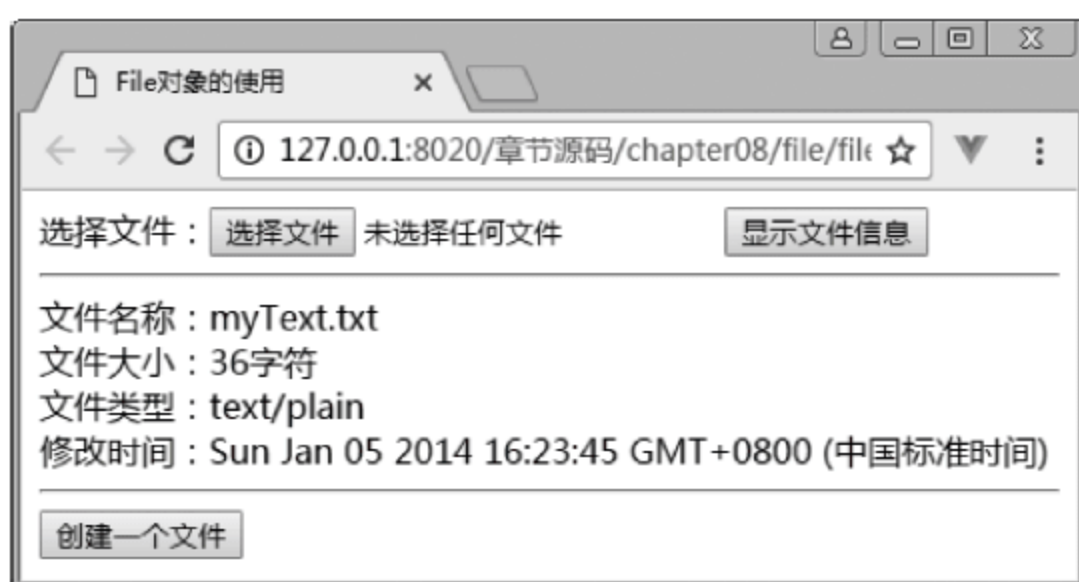 File对象的使用
127.0.0.1:8020/章节源码/chapter08/file/file
选择文件：选择文件 未选择任何文件 显示文件信息
文件名称：myText.txt
文件大小：36字符
文件类型：text/plain
修改时间：Sun Jan 05 2014 16:23:45 GMT+0800 (中国标准时间)
创建一个文件